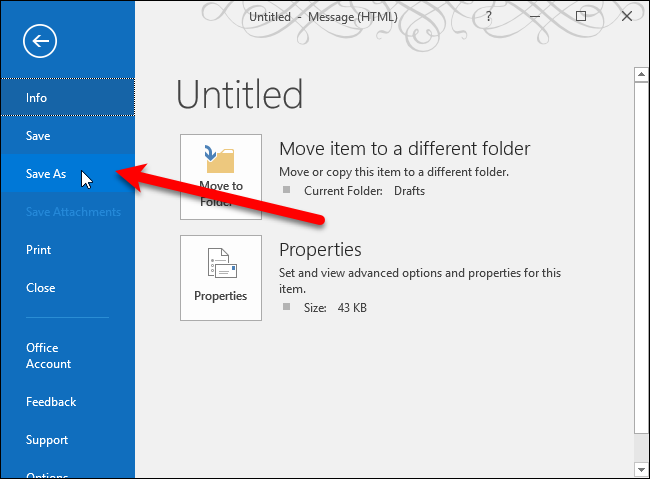 Untitled - Message (HTML)
?
Info
Save
Save As
Save Attachments
Print
Close
Office
Account
Feedback
Support
Options
Untitled
Move to
Folder
Move item to a different folder
Move or copy this item to a different folder.
Current Folder: Drafts
Properties
Properties
Set and view advanced options and properties for this
item.
Size: 43 KB